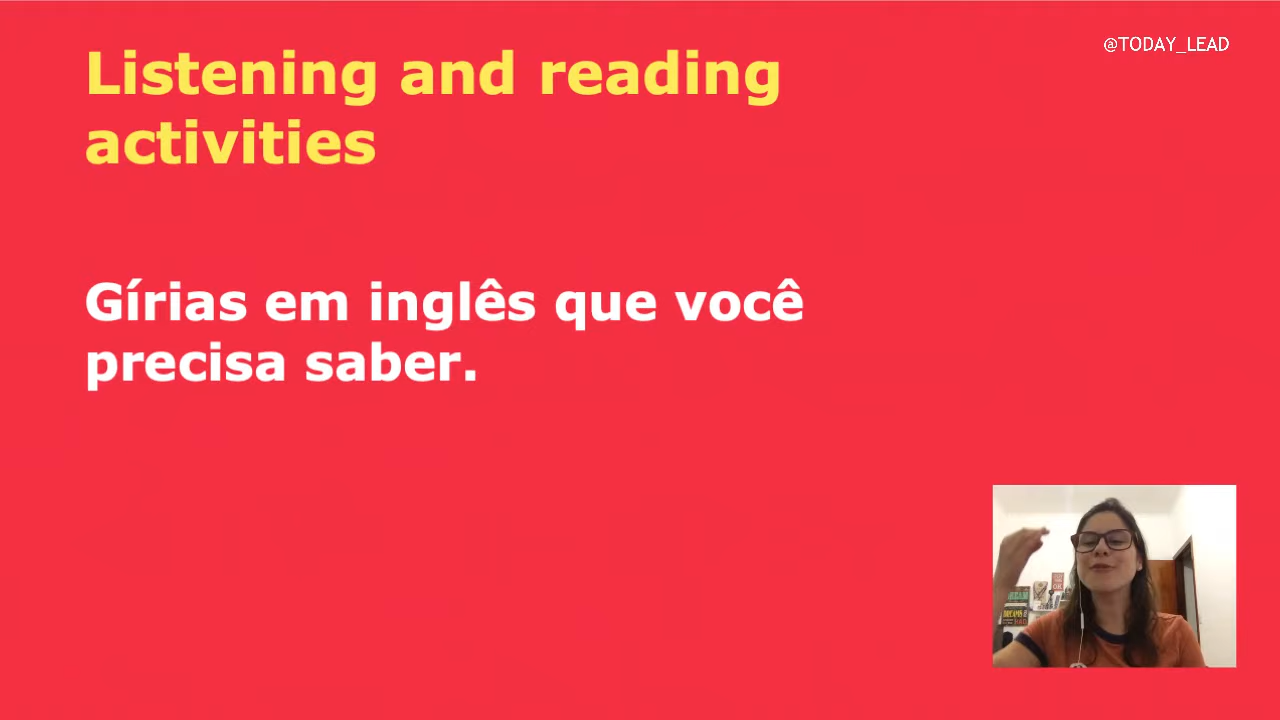 @TODAY_LEAD
Listening and reading
activities
Gírias em inglês que você
precisa saber.